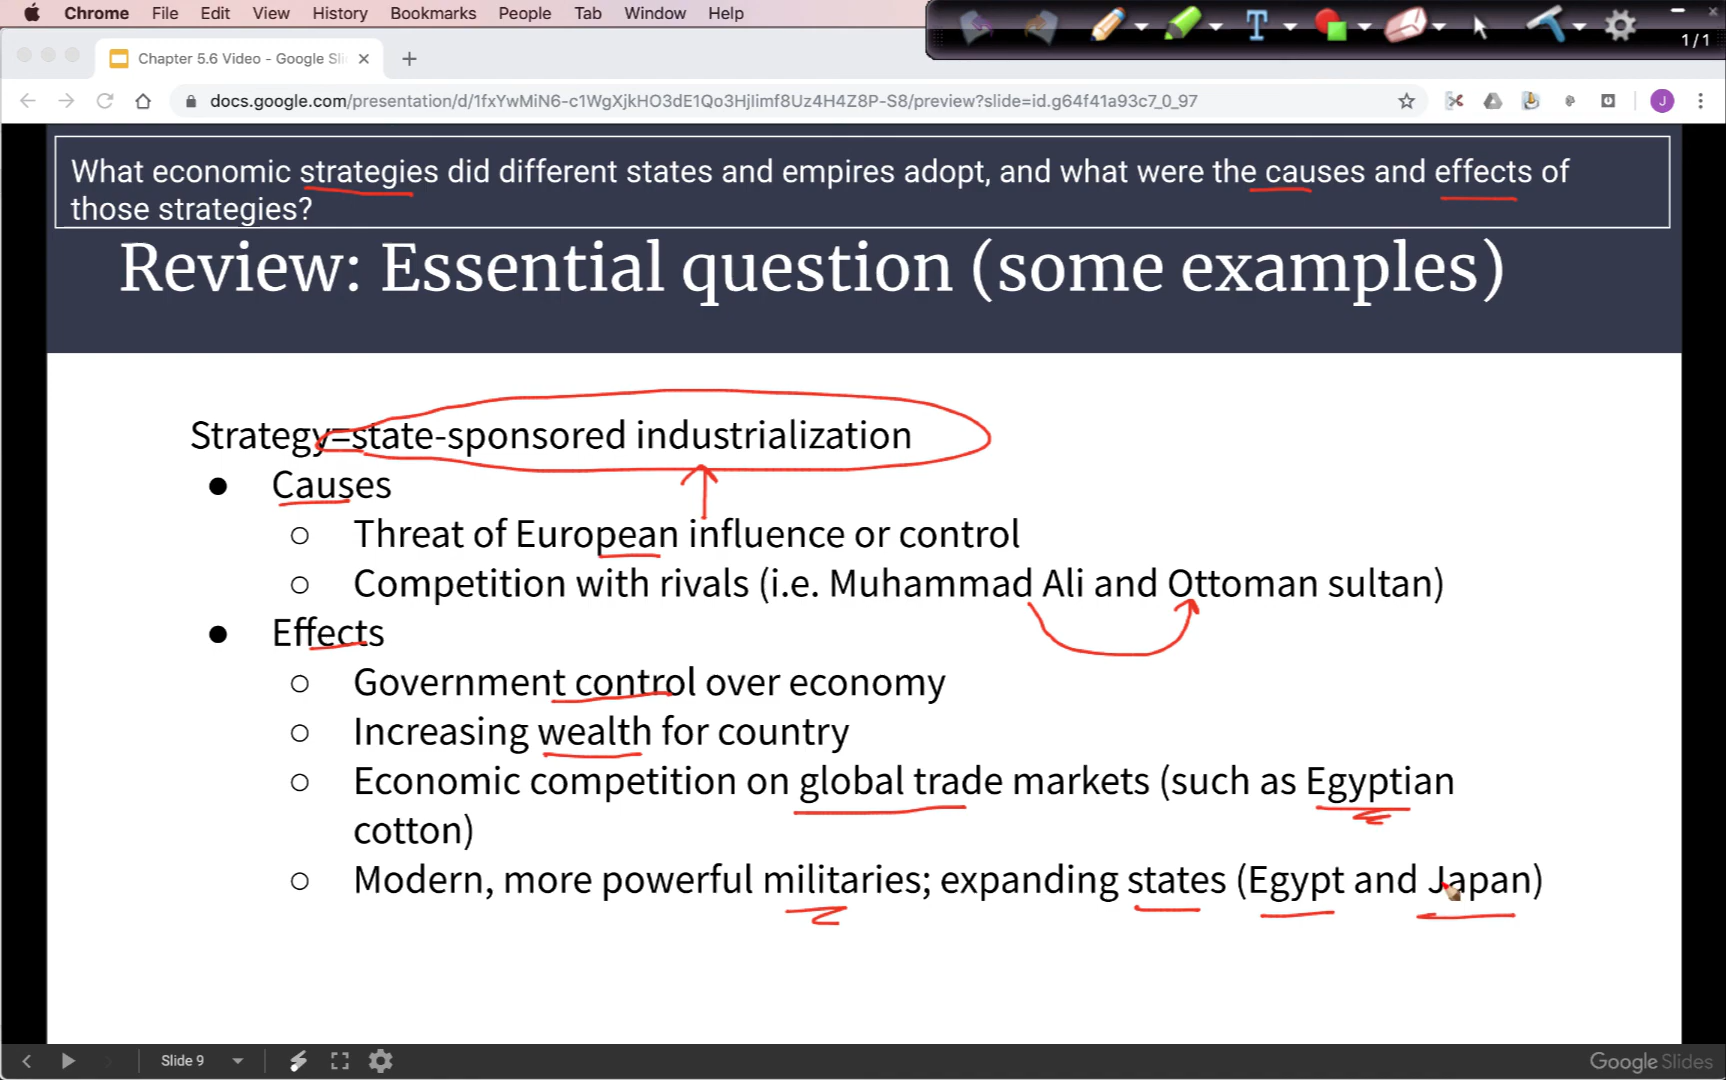 Chrome File Edit View History Bookmarks People Tab Window Help
1/1
Chapter 5.6 Video - Google Sli
docs.google.com/presentation/d/1fxYwMiN6-c1WgXjkHO3dE1Qo3HjIimf8Uz4H4Z8P-S8/preview?slide=id.g64f41a93c7_0_97
J
What economic strategies did different states and empires adopt, and what were the causes and effects of
those strategies?
Review: Essential question (some examples)
Strategy=state-sponsored industrialization
● Causes
○ Threat of European influence or control
○ Competition with rivals (i.e. Muhammad Ali and Ottoman sultan)
● Effects
○ Government control over economy
○ Increasing wealth for country
○ Economic competition on global trade markets (such as Egyptian
cotton)
○ Modern, more powerful militaries; expanding states (Egypt and Japan)
Slide 9
Google Slides